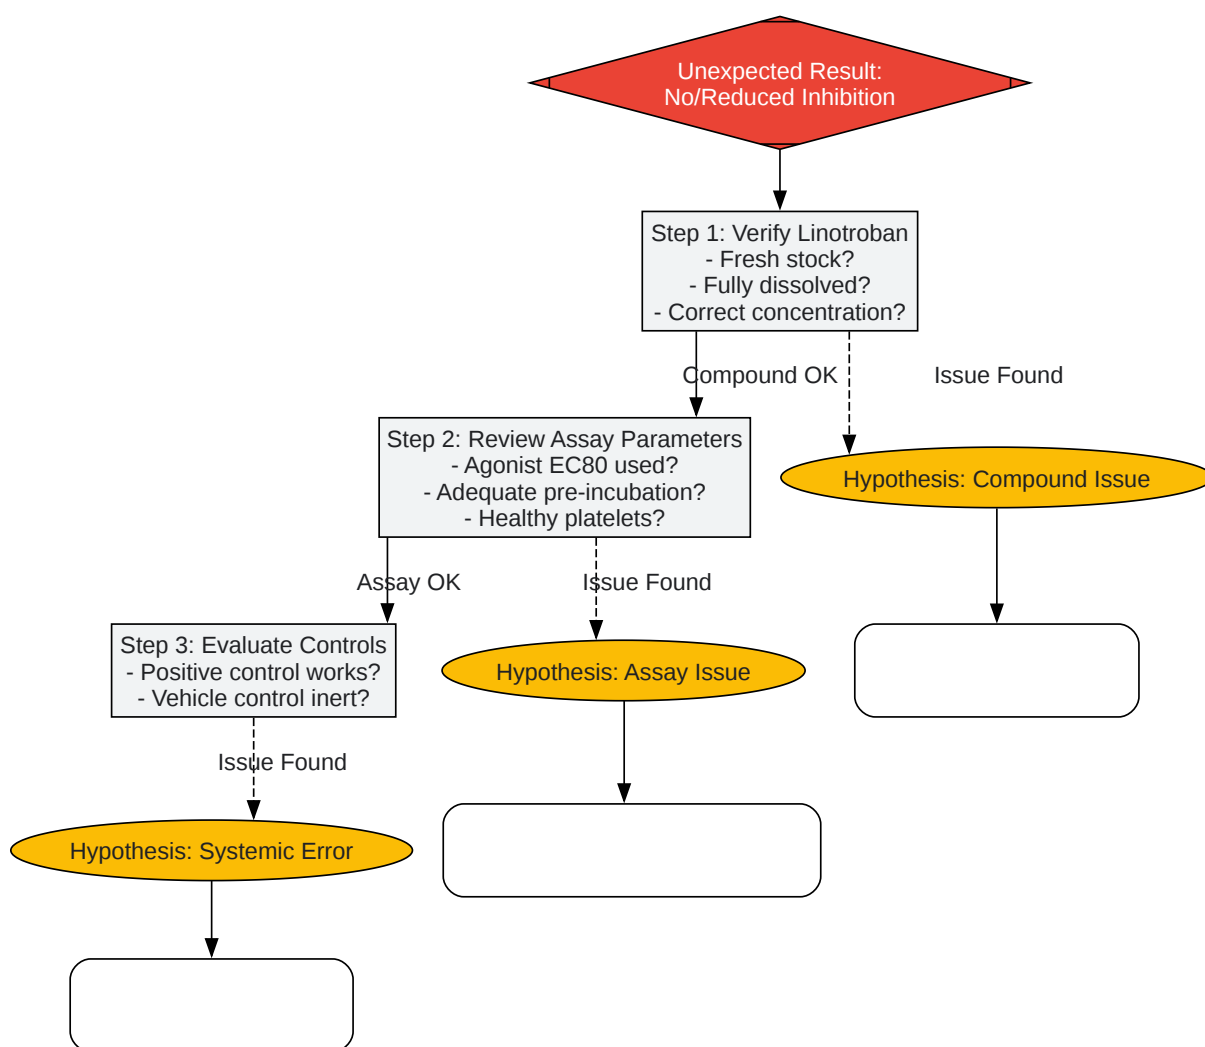 Unexpected Result:
No/Reduced Inhibition
Step 1: Verify Linotroban
- Fresh stock?
- Fully dissolved?
- Correct concentration?
Compound OK
Issue Found
Step 2: Review Assay Parameters
- Agonist EC80 used?
- Adequate pre-incubation?
- Healthy platelets?
Hypothesis: Compound Issue
Assay OK
Issue Found
Step 3: Evaluate Controls
- Positive control works?
- Vehicle control inert?
Hypothesis: Assay Issue
Issue Found
Hypothesis: Systemic Error